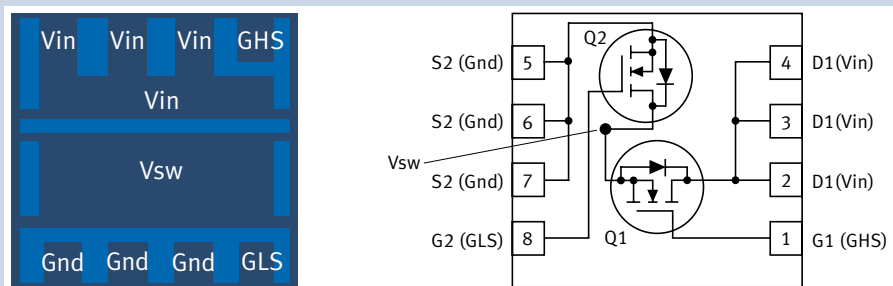 Vin Vin Vin GHS
Vin
Vsw
Gnd Gnd Gnd GLS
Q2
S2 (Gnd) 5 4 D1(Vin)
S2 (Gnd) 6 3 D1(Vin)
Vsw
S2 (Gnd) 7 2 D1(Vin)
G2 (GLS) 8 Q1 1 G1 (GHS)